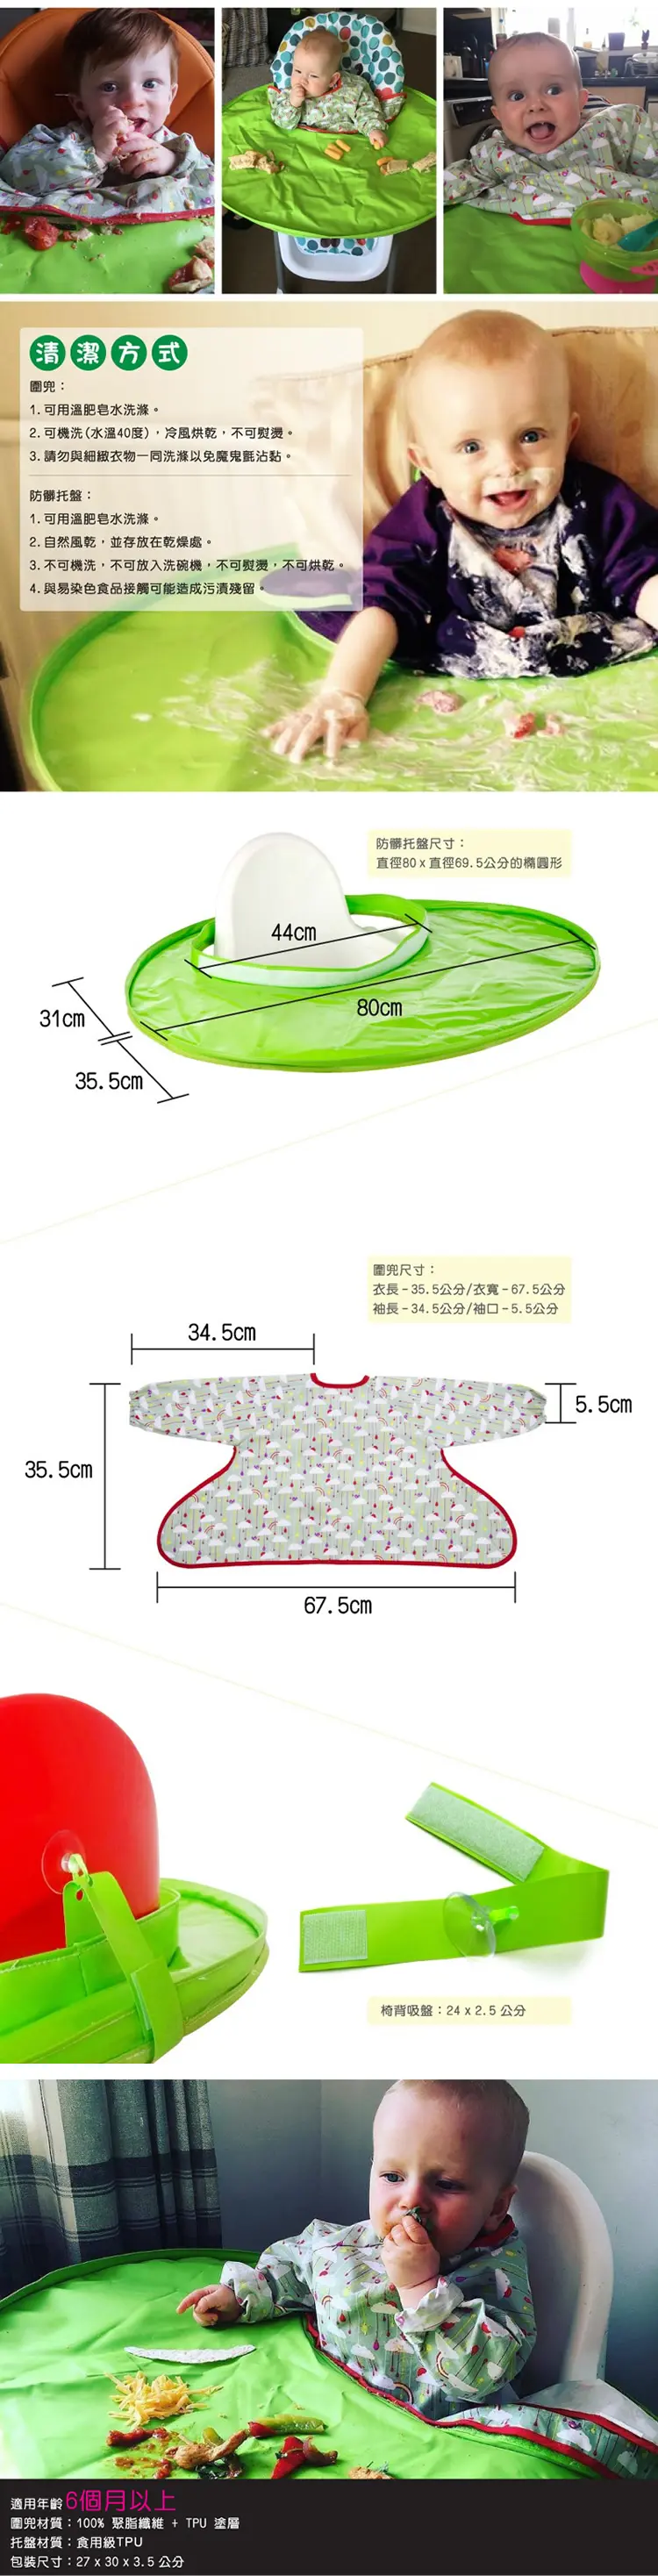 清潔方式
圍兜：
1. 可用溫肥皂水洗滌。
2. 可機洗(水溫40度)，冷風烘乾，不可熨燙。
3. 請勿與細緻衣物一同洗滌以免魔鬼氈沾黏。
防髒托盤：
1. 可用溫肥皂水洗滌。
2. 自然風乾，並存放在乾燥處。
3. 不可機洗，不可放入洗碗機，不可熨燙，不可烘乾。
4. 與易染色食品接觸可能造成污漬殘留。
防髒托盤尺寸：
直徑80 x 直徑69.5公分的橢圓形
44cm
80cm
31cm
35.5cm
圍兜尺寸：
衣長－35.5公分/衣寬－67.5公分
袖長－34.5公分/袖口－5.5公分
34.5cm
5.5cm
35.5cm
67.5cm
椅背吸盤：24 x 2.5 公分
適用年齡6個月以上
圍兜材質：100% 聚脂纖維 + TPU 塗層
托盤材質：食用級TPU
包裝尺寸：27 x 30 x 3.5 公分